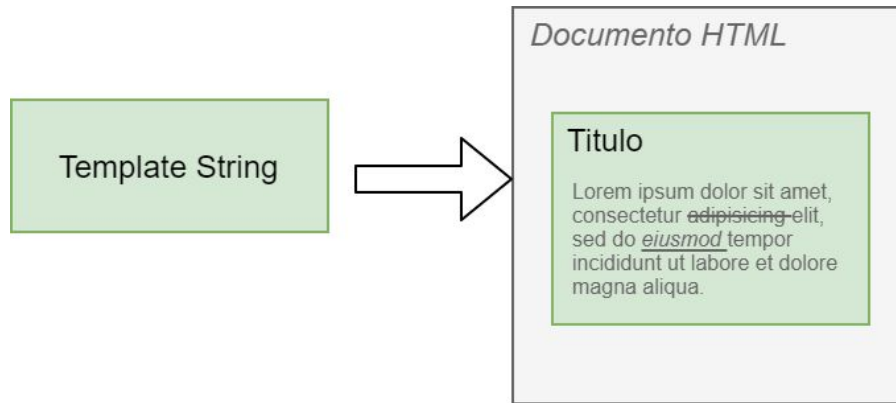 Template String
Documento HTML
Titulo
Lorem ipsum dolor sit amet,
consectetur adipisicing elit,
sed do eiusmod tempor
incididunt ut labore et dolore
magna aliqua.